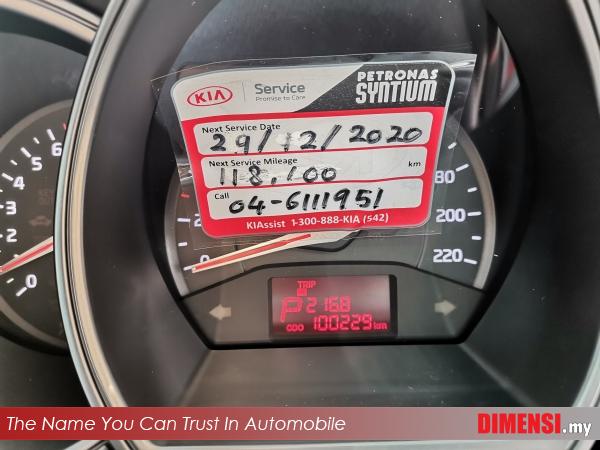 KIA Service PETRONAS
Promise to Care SYNTIUM
Next Service Date
29/12/2020
Next Service Mileage
118,100 km
Call
04-6111951
KIAssist 1-300-888-KIA (542)
6
5
4
3
2
1
0
80
200
220
TRIP
P 216.8
ODO 100229 km
The Name You Can Trust In Automobile
DIMENSI.my